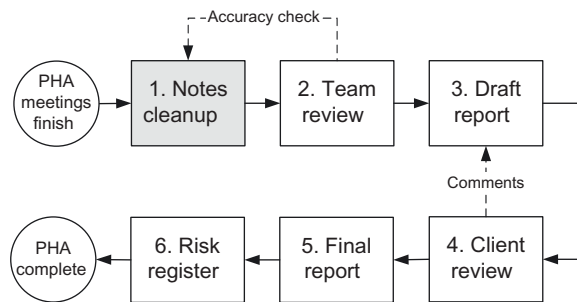 Accuracy check
PHA
meetings
finish
1. Notes
cleanup
2. Team
review
3. Draft
report
Comments
PHA
complete
6. Risk
register
5. Final
report
4. Client
review